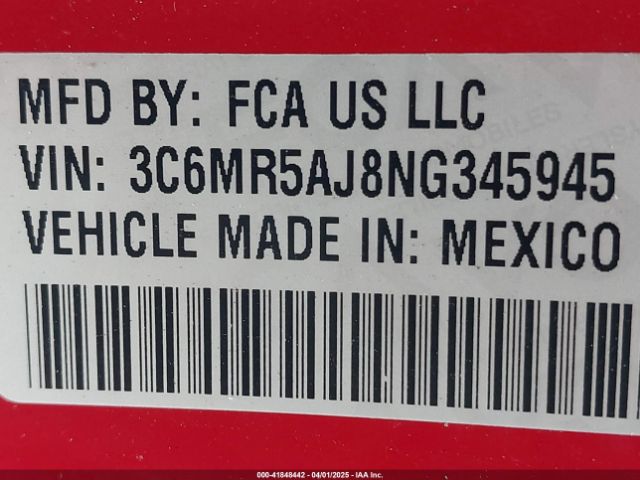 MFD BY: FCA US LLC
VIN: 3C6MR5AJ8NG345945
VEHICLE MADE IN: MEXICO
000-41848442 - 04/01/2025 - IAA Inc.